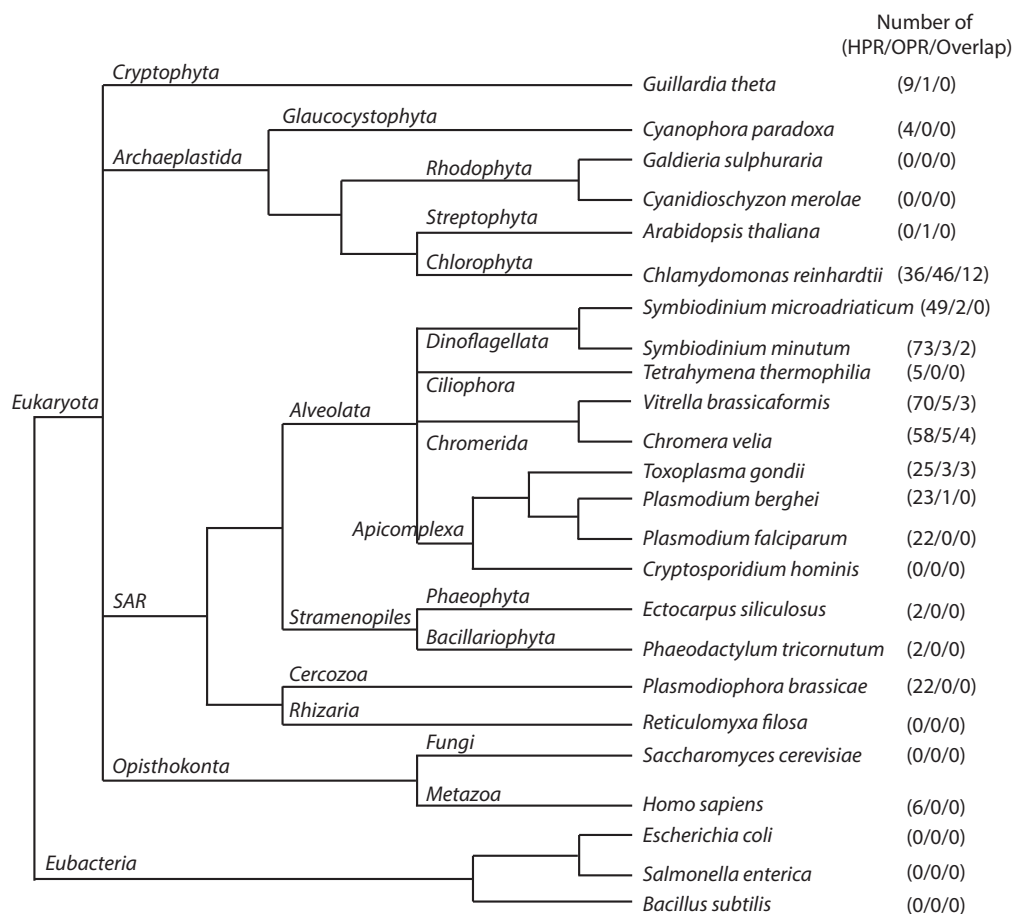 Number of
(HPR/OPR/Overlap)
Cryptophyta
Guillardia theta (9/1/0)
Glaucocystophyta
Cyanophora paradoxa (4/0/0)
Archaeplastida
Rhodophyta
Galdieria sulphuraria (0/0/0)
Cyanidioschyzon merolae (0/0/0)
Streptophyta
Arabidopsis thaliana (0/1/0)
Chlorophyta
Chlamydomonas reinhardtii (36/46/12)
Symbiodinium microadriaticum (49/2/0)
Dinoflagellata
Symbiodinium minutum (73/3/2)
Tetrahymena thermophilia (5/0/0)
Ciliophora
Eukaryota
Alveolata
Vitrella brassicaformis (70/5/3)
Chromerida
Chromera velia (58/5/4)
Toxoplasma gondii (25/3/3)
Plasmodium berghei (23/1/0)
Apicomplexa
Plasmodium falciparum (22/0/0)
Cryptosporidium hominis (0/0/0)
SAR
Phaeophyta
Stramenopiles
Ectocarpus siliculosus (2/0/0)
Bacillariophyta
Phaeodactylum tricornutum (2/0/0)
Cercozoa
Plasmodiophora brassicae (22/0/0)
Rhizaria
Reticulomyxa filosa (0/0/0)
Fungi
Saccharomyces cerevisiae (0/0/0)
Opisthokonta
Metazoa
Homo sapiens (6/0/0)
Escherichia coli (0/0/0)
Eubacteria
Salmonella enterica (0/0/0)
Bacillus subtilis (0/0/0)